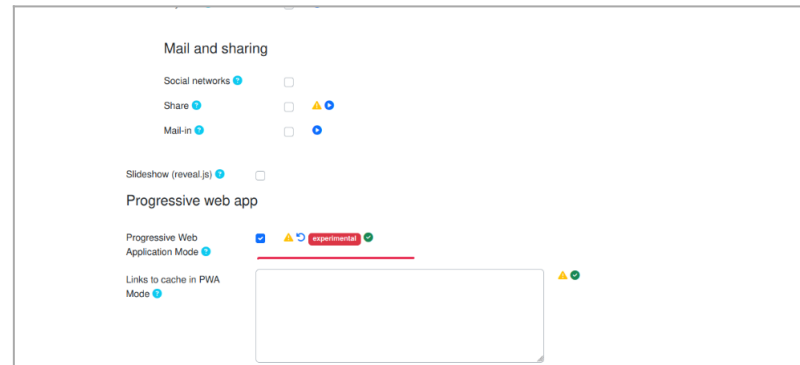 Mail and sharing
Social networks ?
Share ?
Mail-in ?
Slideshow (reveal.js) ?
Progressive web app
Progressive Web
Application Mode ?
experimental
Links to cache in PWA
Mode ?